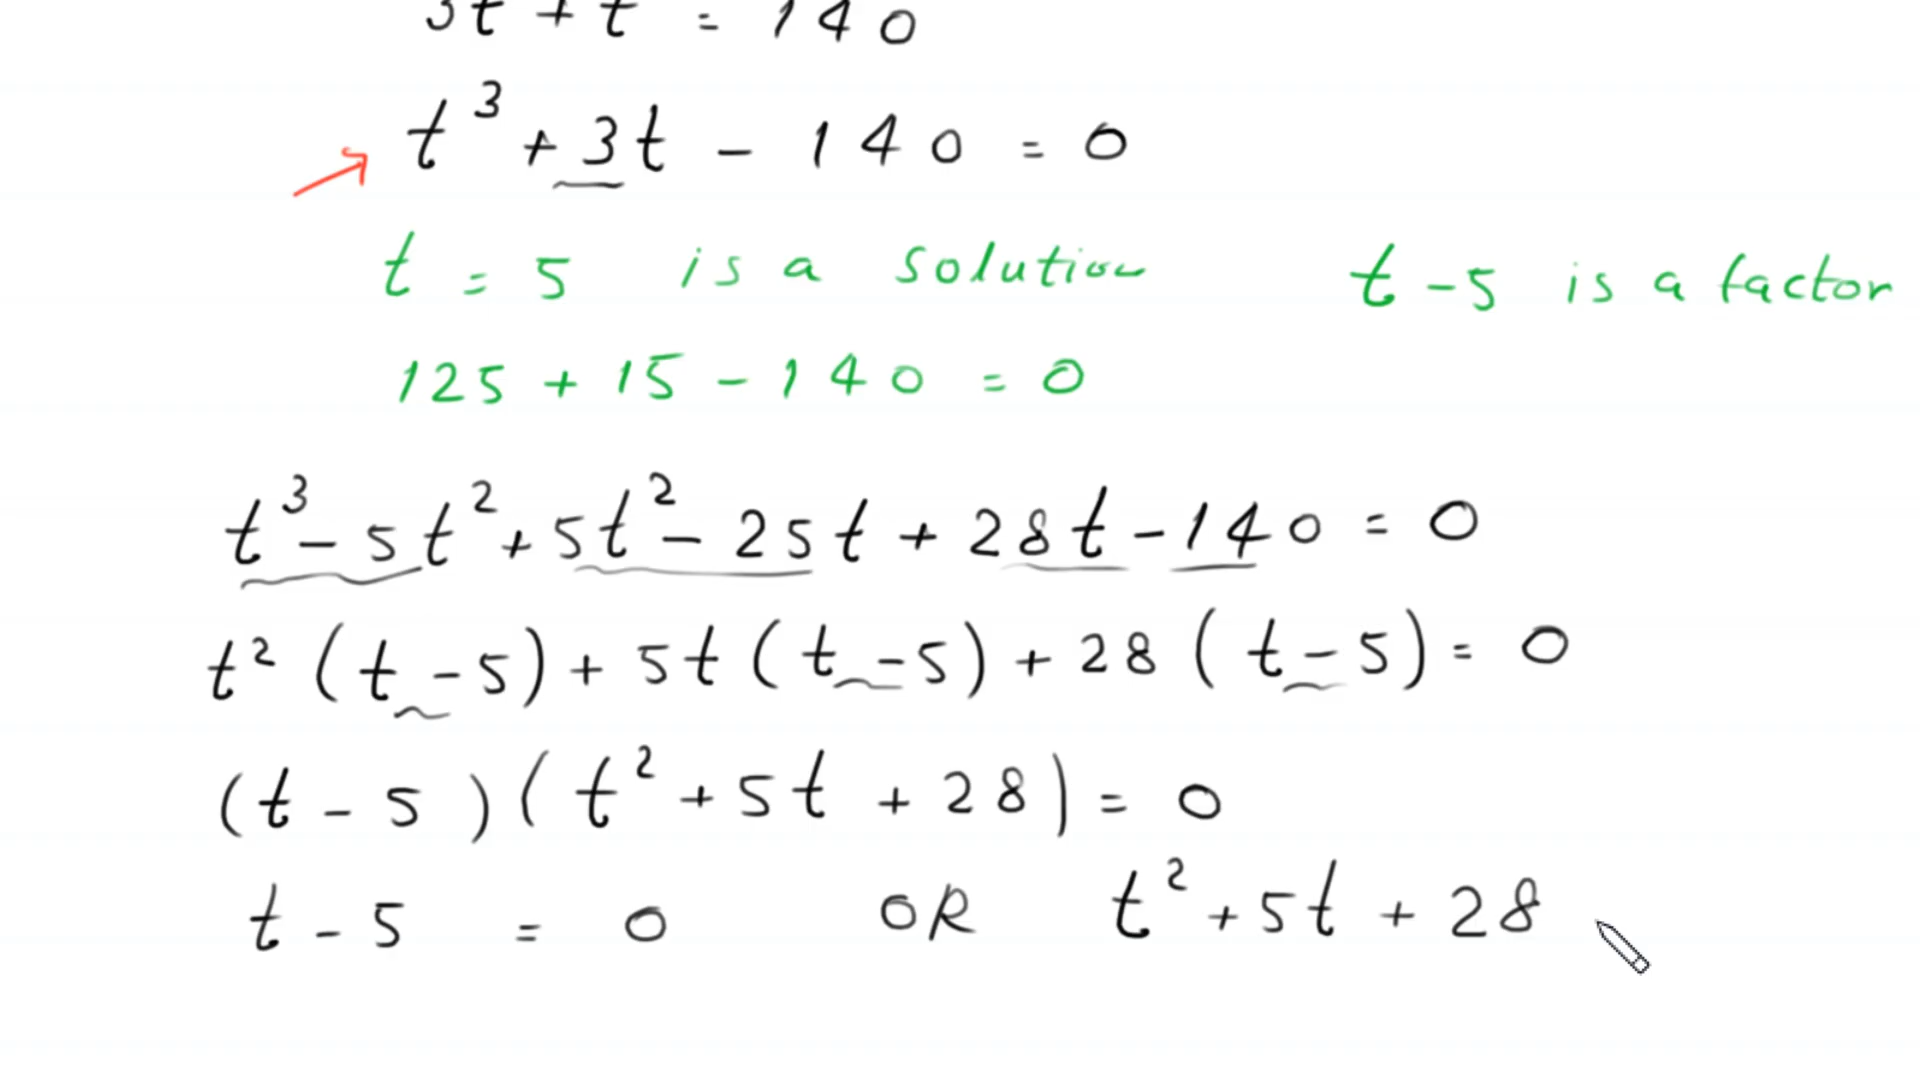 3t + t = 140
t³ + 3t - 140 = 0
t = 5 is a solution t - 5 is a factor
125 + 15 - 140 = 0
t³ - 5t² + 5t² - 25t + 28t - 140 = 0
t² (t - 5) + 5t (t - 5) + 28 (t - 5) = 0
(t - 5) (t² + 5t + 28) = 0
t - 5 = 0 OR t² + 5t + 28